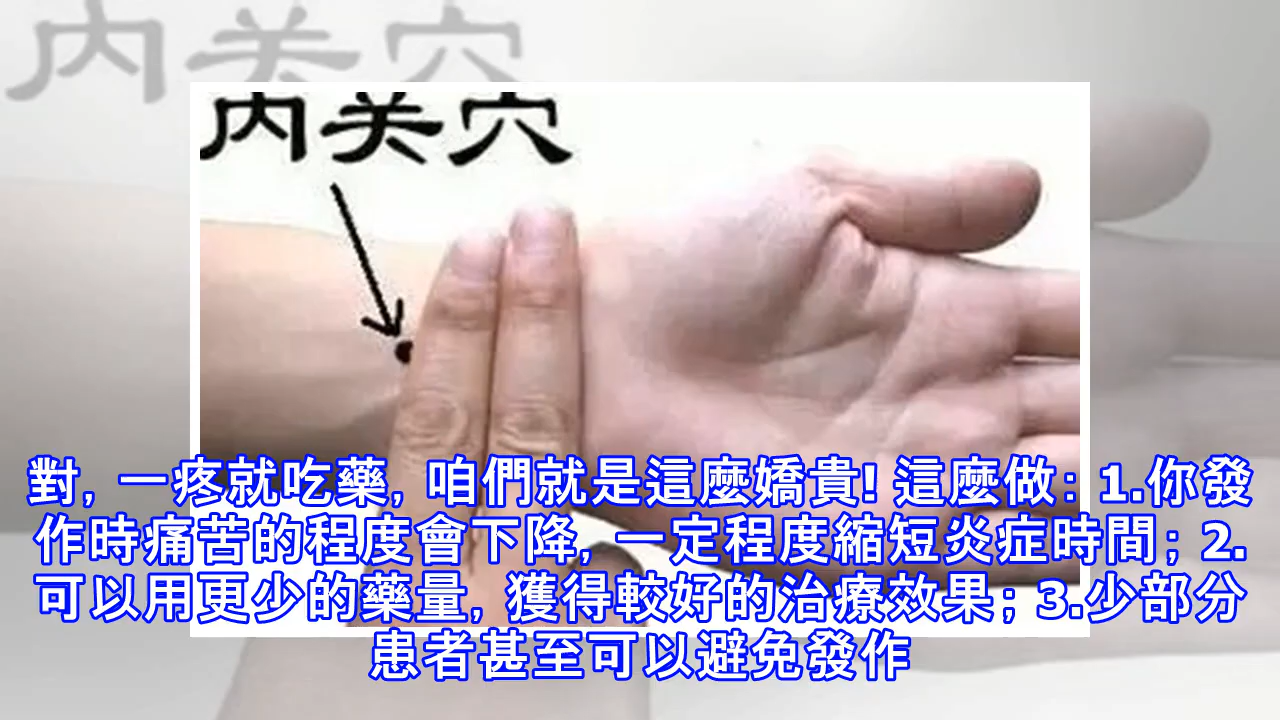 内关穴
内关穴
對, 一疼就吃藥, 咱們就是這麼嬌貴! 這麼做: 1.你發
作時痛苦的程度會下降, 一定程度縮短炎症時間; 2.
可以用更少的藥量, 獲得較好的治療效果; 3.少部分
患者甚至可以避免發作